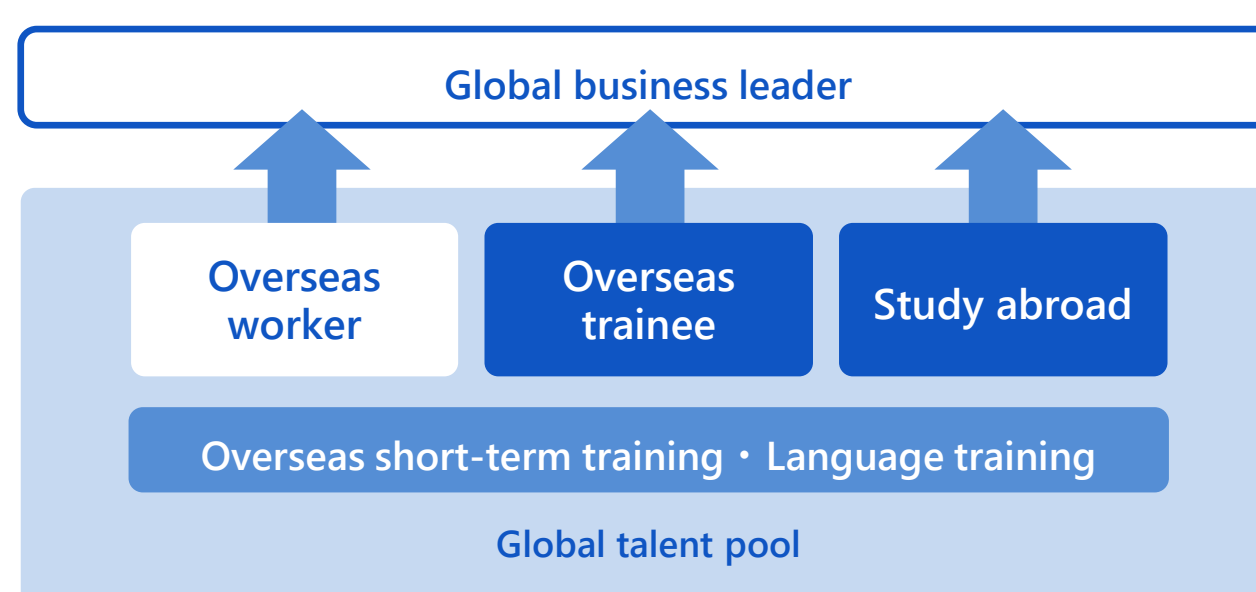 Global business leader
Overseas
worker
Overseas
trainee
Study abroad
Overseas short-term training・Language training
Global talent pool